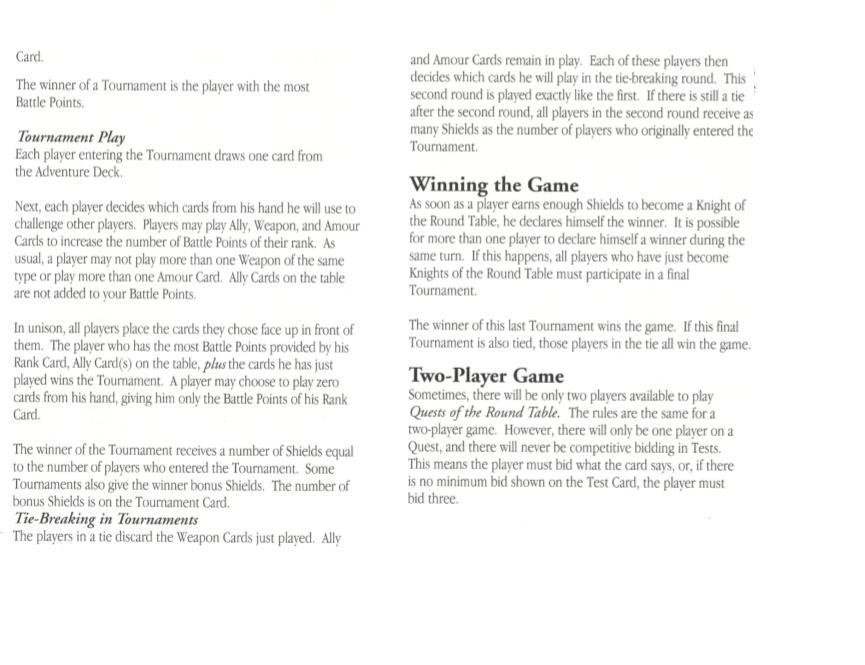 Card.
The winner of a Tournament is the player with the most
Battle Points.
Tournament Play
Each player entering the Tournament draws one card from
the Adventure Deck.
Next, each player decides which cards from his hand he will use to
challenge other players. Players may play Ally, Weapon, and Amour
Cards to increase the number of Battle Points of their rank. As
usual, a player may not play more than one Weapon of the same
type or play more than one Amour Card. Ally Cards on the table
are not added to your Battle Points.
In unison, all players place the cards they chose face up in front of
them. The player who has the most Battle Points provided by his
Rank Card, Ally Card(s) on the table, plus the cards he has just
played wins the Tournament. A player may choose to play zero
cards from his hand, giving him only the Battle Points of his Rank
Card.
The winner of the Tournament receives a number of Shields equal
to the number of players who entered the Tournament. Some
Tournaments also give the winner bonus Shields. The number of
bonus Shields is on the Tournament Card.
Tie-Breaking in Tournaments
The players in a tie discard the Weapon Cards just played. Ally
and Amour Cards remain in play. Each of these players then
decides which cards he will play in the tie-breaking round. This
second round is played exactly like the first. If there is still a tie
after the second round, all players in the second round receive as
many Shields as the number of players who originally entered the
Tournament.
Winning the Game
As soon as a player earns enough Shields to become a Knight of
the Round Table, he declares himself the winner. It is possible
for more than one player to declare himself a winner during the
same turn. If this happens, all players who have just become
Knights of the Round Table must participate in a final
Tournament.
The winner of this last Tournament wins the game. If this final
Tournament is also tied, those players in the tie all win the game.
Two-Player Game
Sometimes, there will be only two players available to play
Quests of the Round Table. The rules are the same for a
two-player game. However, there will only be one player on a
Quest, and there will never be competitive bidding in Tests.
This means the player must bid what the card says, or, if there
is no minimum bid shown on the Test Card, the player must
bid three.